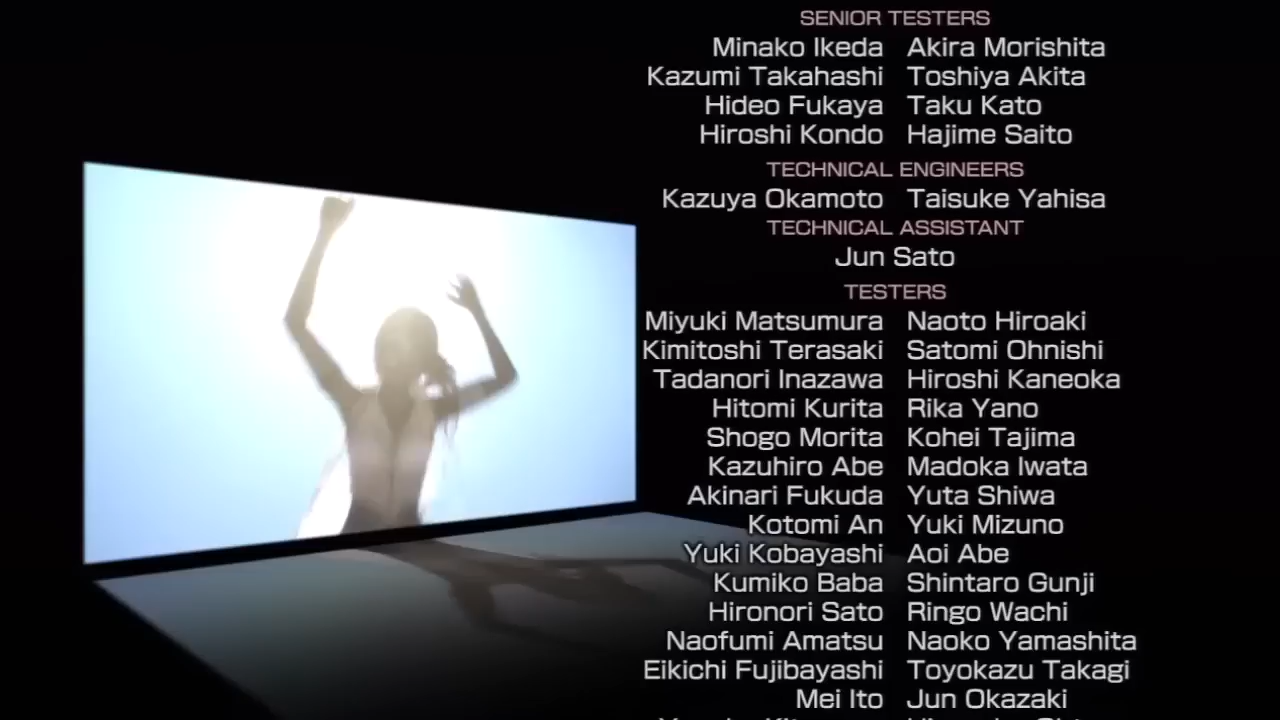 SENIOR TESTERS
Minako Ikeda Akira Morishita
Kazumi Takahashi Toshiya Akita
Hideo Fukaya Taku Kato
Hiroshi Kondo Hajime Saito
TECHNICAL ENGINEERS
Kazuya Okamoto Taisuke Yahisa
TECHNICAL ASSISTANT
Jun Sato
TESTERS
Miyuki Matsumura Naoto Hiroaki
Kimitoshi Terasaki Satomi Ohnishi
Tadanori Inazawa Hiroshi Kaneoka
Hitomi Kurita Rika Yano
Shogo Morita Kohei Tajima
Kazuhiro Abe Madoka Iwata
Akinari Fukuda Yuta Shiwa
Kotomi An Yuki Mizuno
Yuki Kobayashi Aoi Abe
Kumiko Baba Shintaro Gunji
Hironori Sato Ringo Wachi
Naofumi Amatsu Naoko Yamashita
Eikichi Fujibayashi Toyokazu Takagi
Mei Ito Jun Okazaki